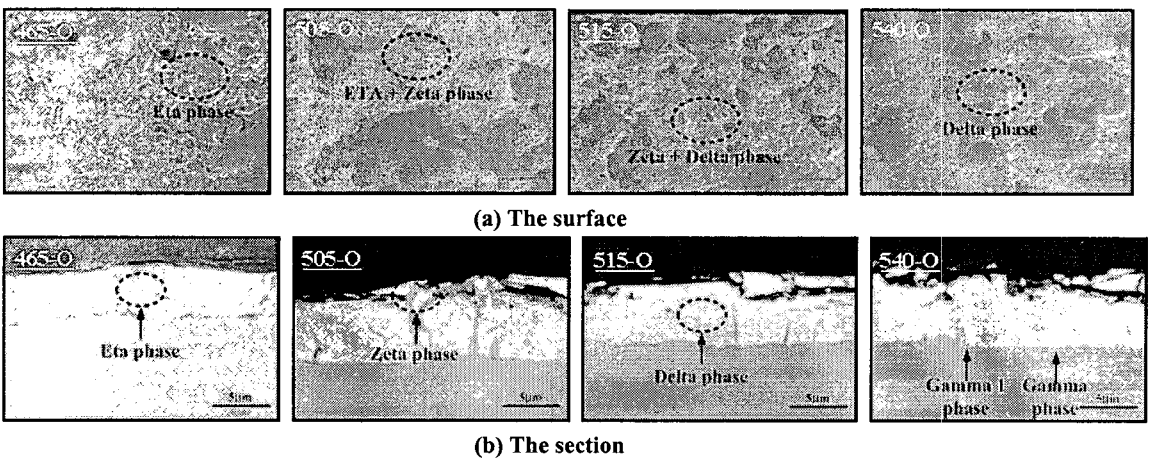 465-O
505-O
515-O
540-O
Eta phase
ETA + Zeta phase
Zeta + Delta phase
Delta phase
(a) The surface
465-O
505-O
515-O
540-O
Eta phase
Zeta phase
Delta phase
Gamma 1
phase
Gamma
phase
5μm
5μm
5μm
5μm
(b) The section